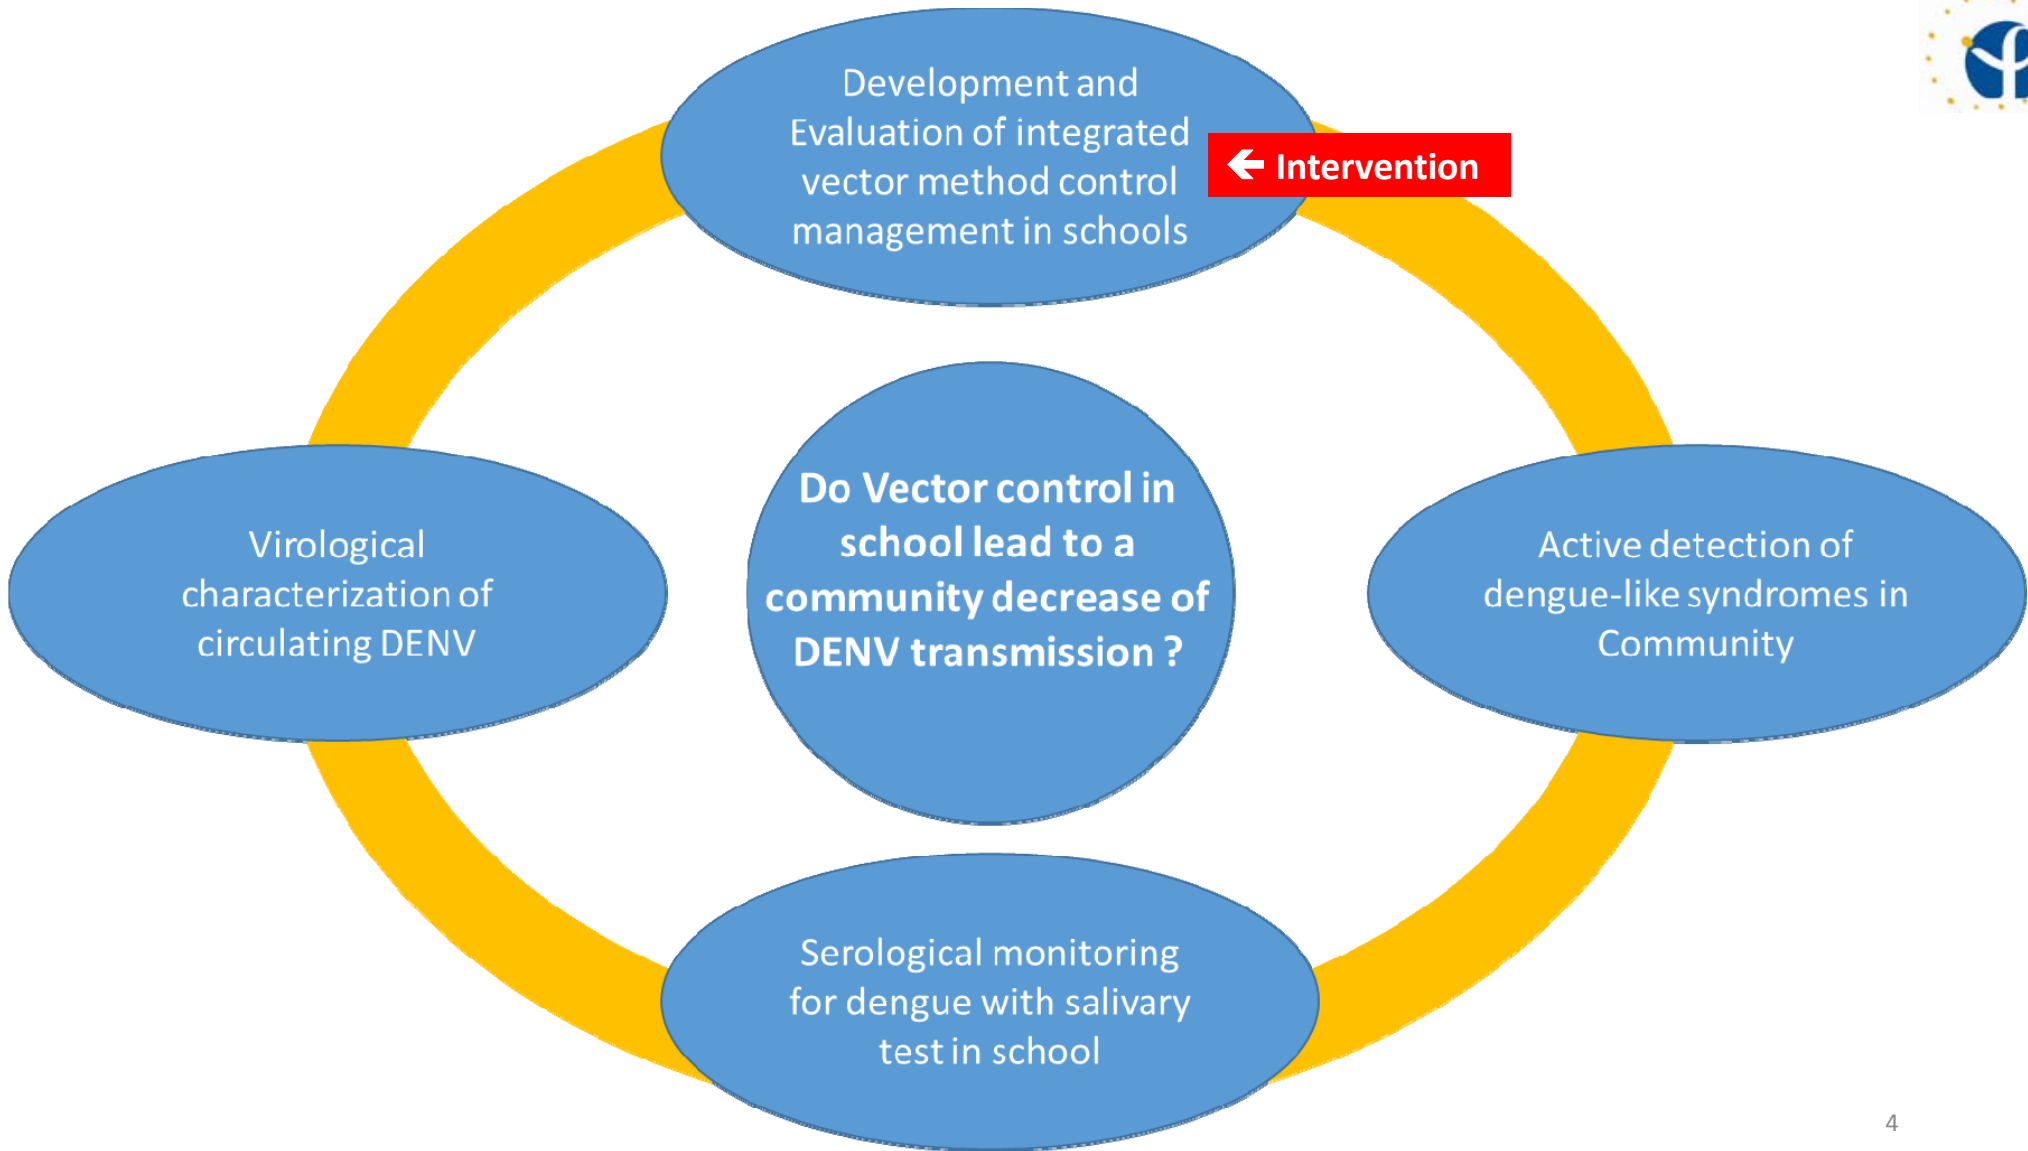 Development and
Evaluation of integrated
vector method control
management in schools
← Intervention
Do Vector control in
school lead to a
community decrease of
DENV transmission ?
Virological
characterization of
circulating DENV
Active detection of
dengue-like syndromes in
Community
Serological monitoring
for dengue with salivary
test in school
4